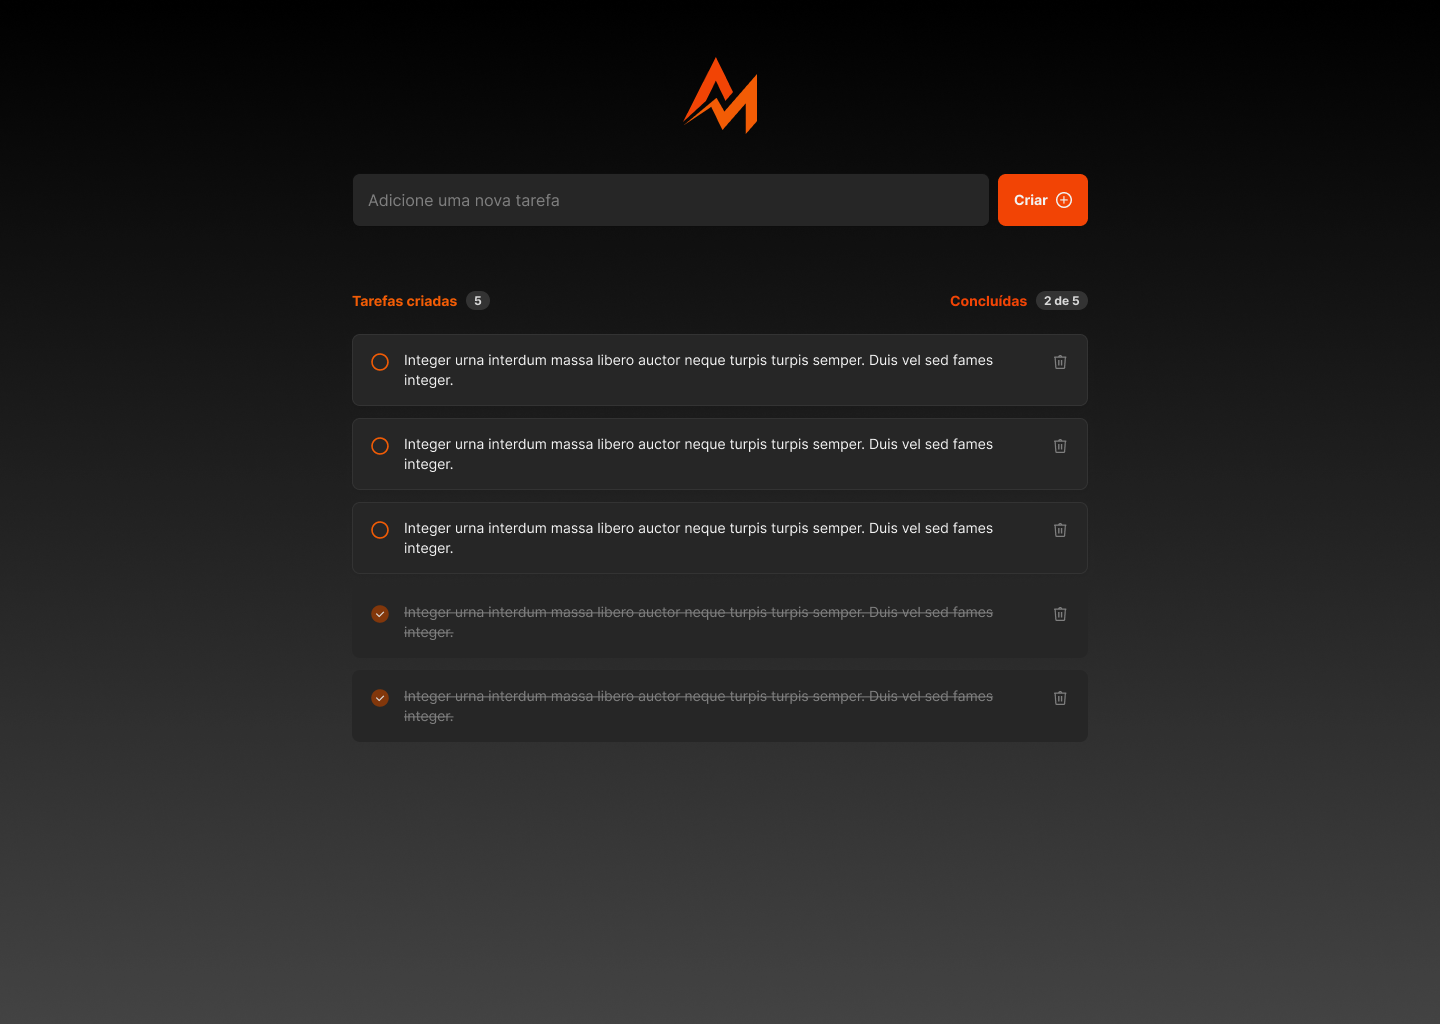 Adicione uma nova tarefa
Criar
Tarefas criadas 5
Concluídas 2 de 5
Integer urna interdum massa libero auctor neque turpis turpis semper. Duis vel sed fames
integer.
Integer urna interdum massa libero auctor neque turpis turpis semper. Duis vel sed fames
integer.
Integer urna interdum massa libero auctor neque turpis turpis semper. Duis vel sed fames
integer.
Integer urna interdum massa libero auctor neque turpis turpis semper. Duis vel sed fames
integer.
Integer urna interdum massa libero auctor neque turpis turpis semper. Duis vel sed fames
integer.